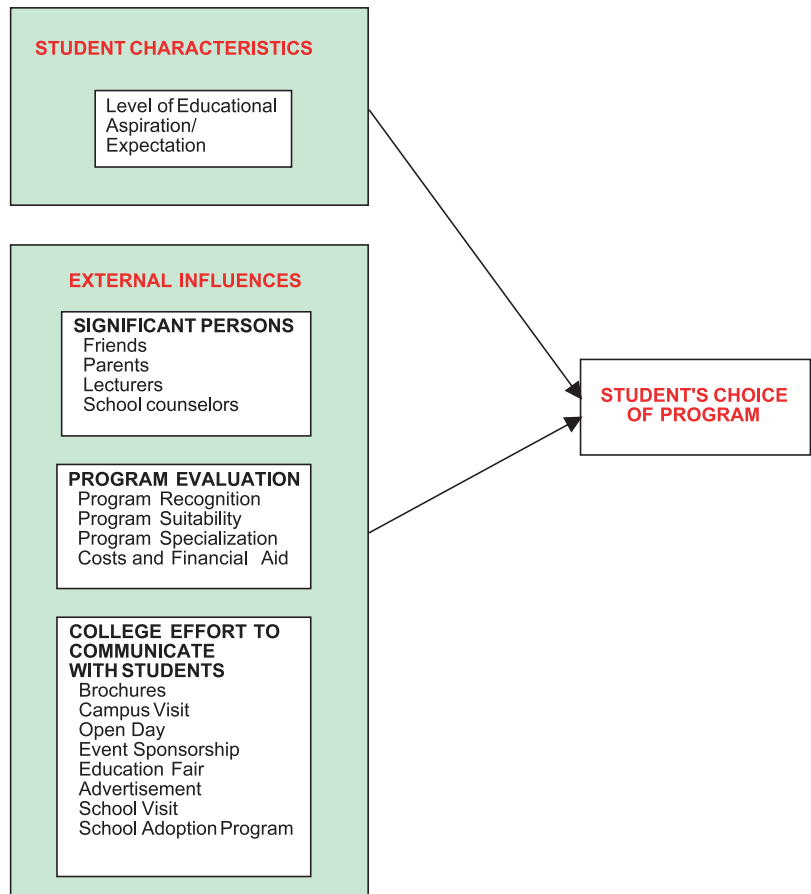 STUDENT CHARACTERISTICS
Level of Educational
Aspiration/
Expectation
EXTERNAL INFLUENCES
SIGNIFICANT PERSONS
Friends
Parents
Lecturers
School counselors
PROGRAM EVALUATION
Program Recognition
Program Suitability
Program Specialization
Costs and Financial Aid
COLLEGE EFFORT TO
COMMUNICATE
WITH STUDENTS
Brochures
Campus Visit
Open Day
Event Sponsorship
Education Fair
Advertisement
School Visit
School Adoption Program
STUDENT'S CHOICE
OF PROGRAM